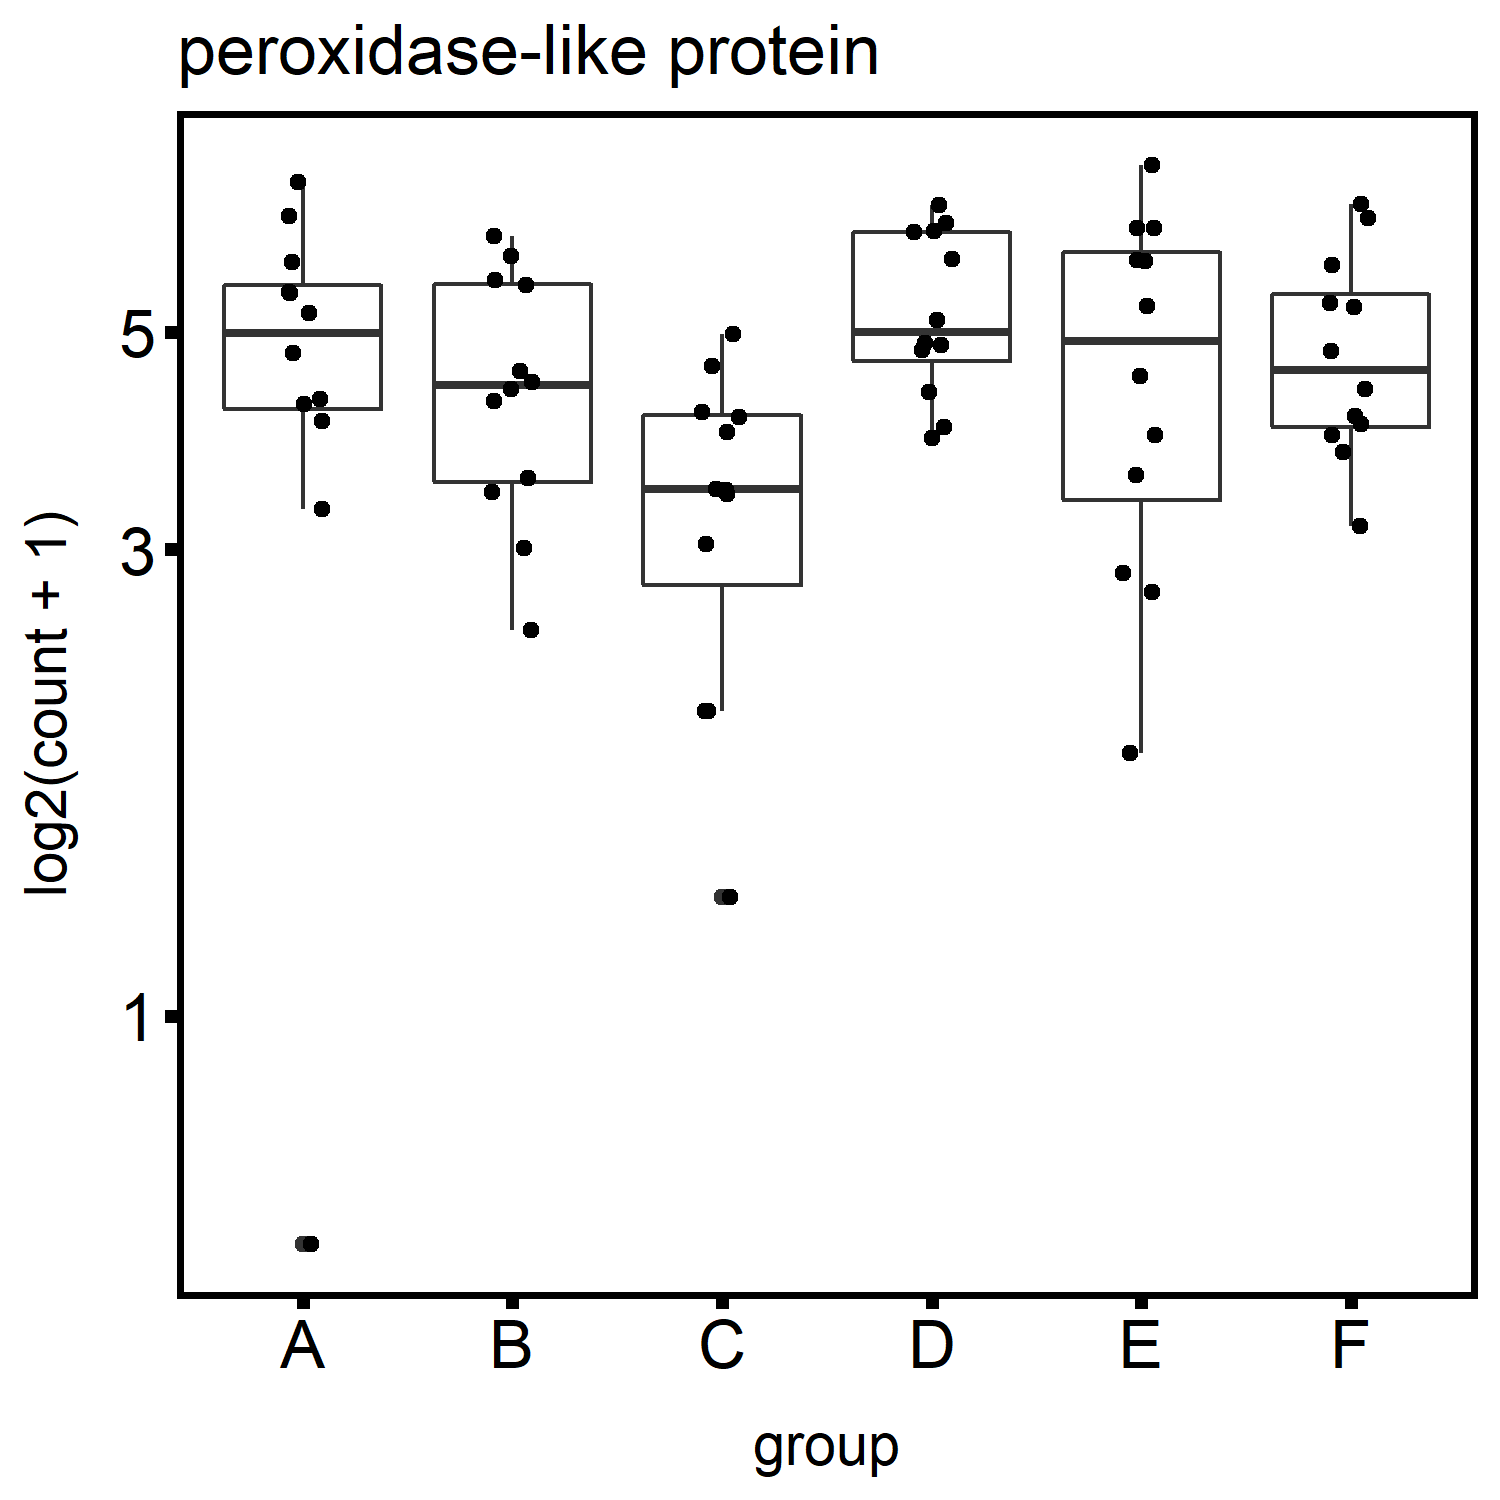 peroxidase-like protein
log2(count + 1)
5
3
1
A B C D E F
group